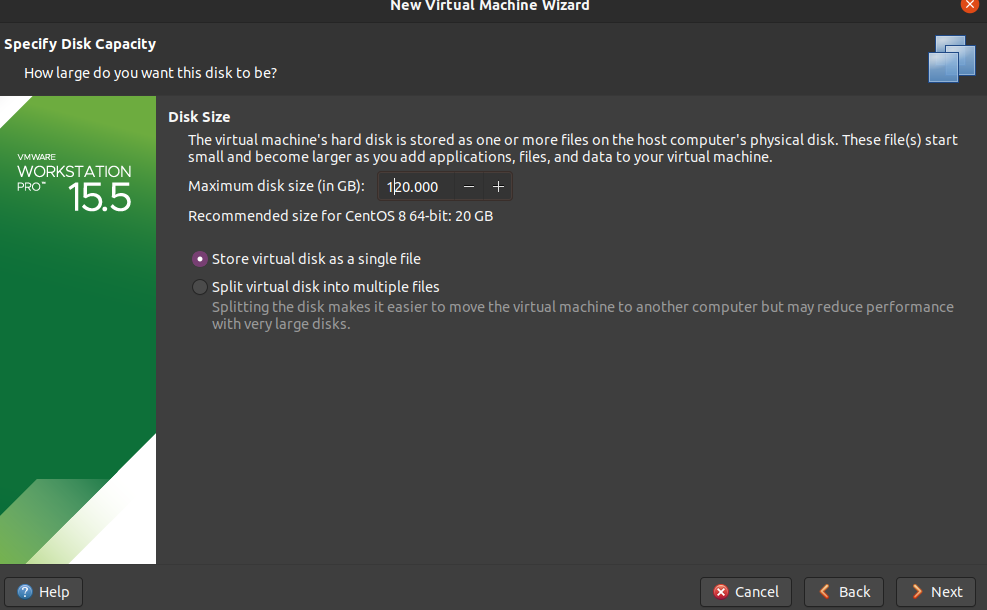 New Virtual Machine Wizard
Specify Disk Capacity
How large do you want this disk to be?
VMWARE
WORKSTATION
PRO™ 15.5
Disk Size
The virtual machine's hard disk is stored as one or more files on the host computer's physical disk. These file(s) start
small and become larger as you add applications, files, and data to your virtual machine.
Maximum disk size (in GB): 120.000 − +
Recommended size for CentOS 8 64-bit: 20 GB
Store virtual disk as a single file
Split virtual disk into multiple files
Splitting the disk makes it easier to move the virtual machine to another computer but may reduce performance
with very large disks.
Help Cancel Back Next